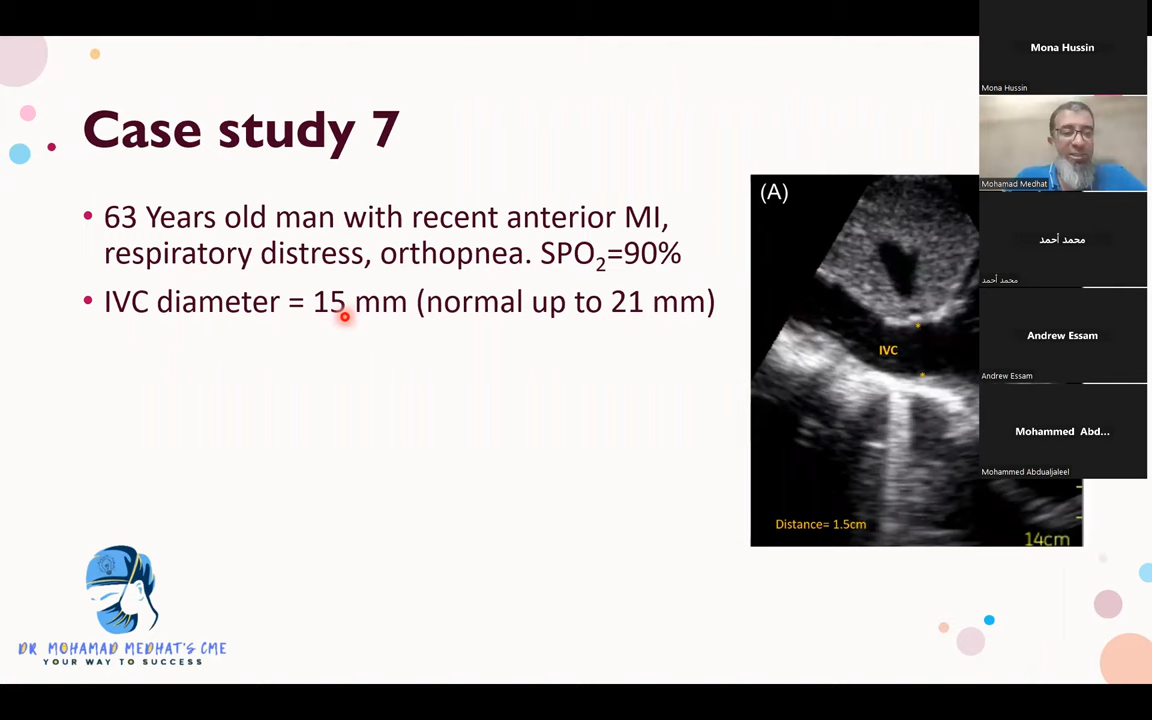 Case study 7
• 63 Years old man with recent anterior MI,
respiratory distress, orthopnea. SPO₂=90%
• IVC diameter = 15 mm (normal up to 21 mm)
(A)
IVC
Distance= 1.5cm
14cm
DR MOHAMAD MEDHAT'S CME
YOUR WAY TO SUCCESS
Mona Hussin
Mona Hussin
Mohamad Medhat
محمد أحمد
محمد أحمد
Andrew Essam
Andrew Essam
Mohammed Abd...
Mohammed Abdualjaleel